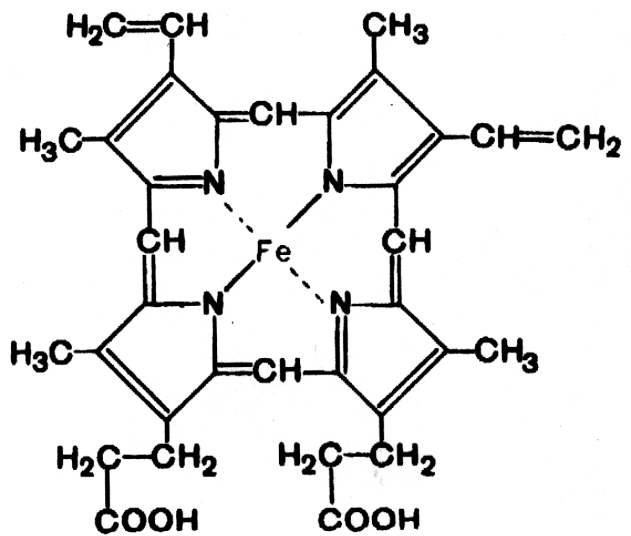 H₂C=CH CH₃
CH
H₃C CH=CH₂
N N
CH Fe CH
N N
H₃C CH₃
CH
H₂C-CH₂ H₂C-CH₂
COOH COOH